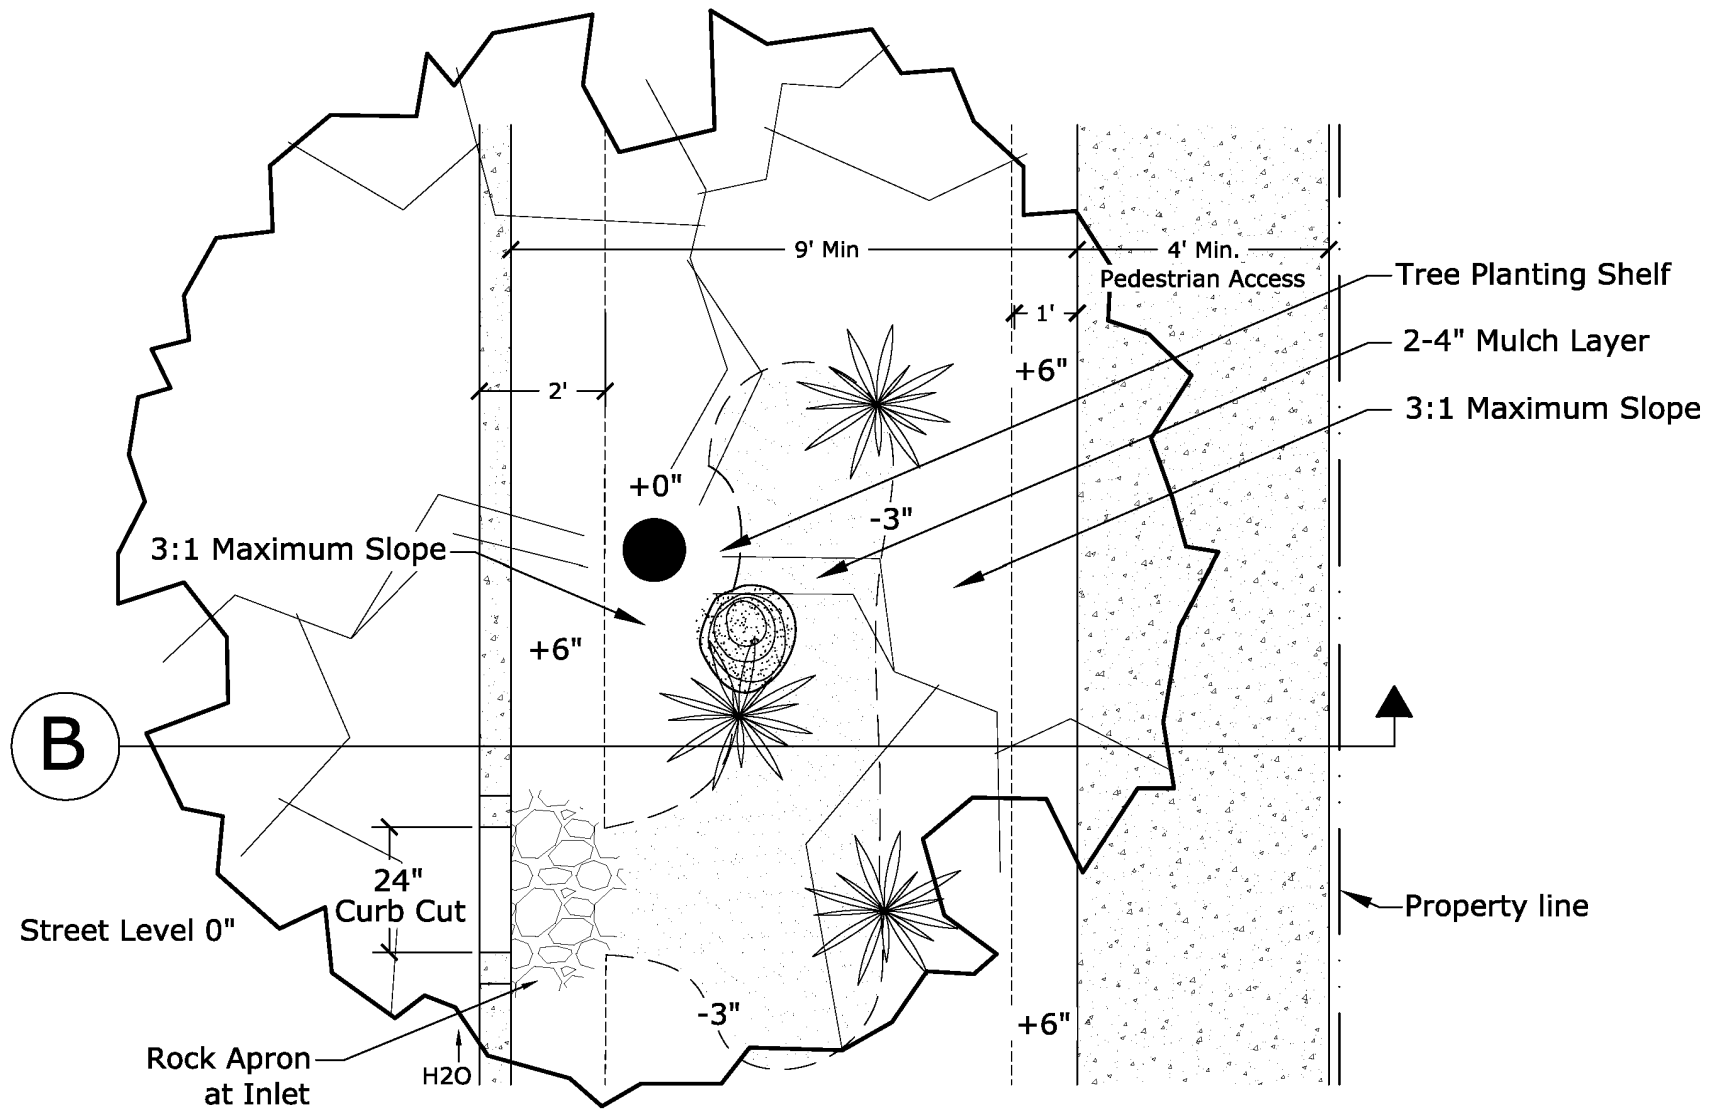 9' Min
4' Min.
Pedestrian Access
Tree Planting Shelf
1'
2-4" Mulch Layer
+6"
2'
3:1 Maximum Slope
+0"
-3"
3:1 Maximum Slope
+6"
B
24"
Curb Cut
Property line
Street Level 0"
-3"
+6"
Rock Apron
at Inlet
H2O